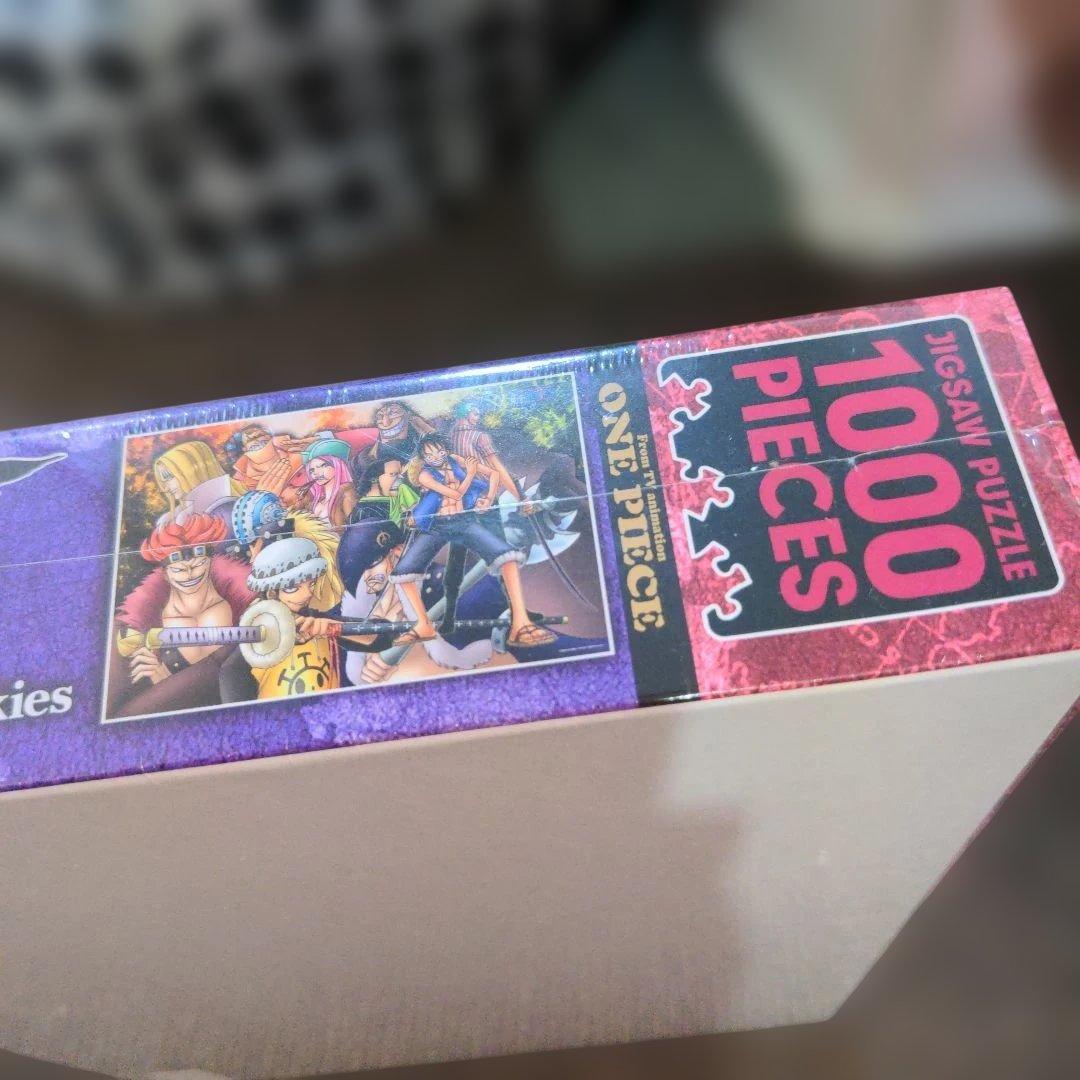 JIGSAW PUZZLE
1000
PIECES
From TV animation
ONE PIECE
kies